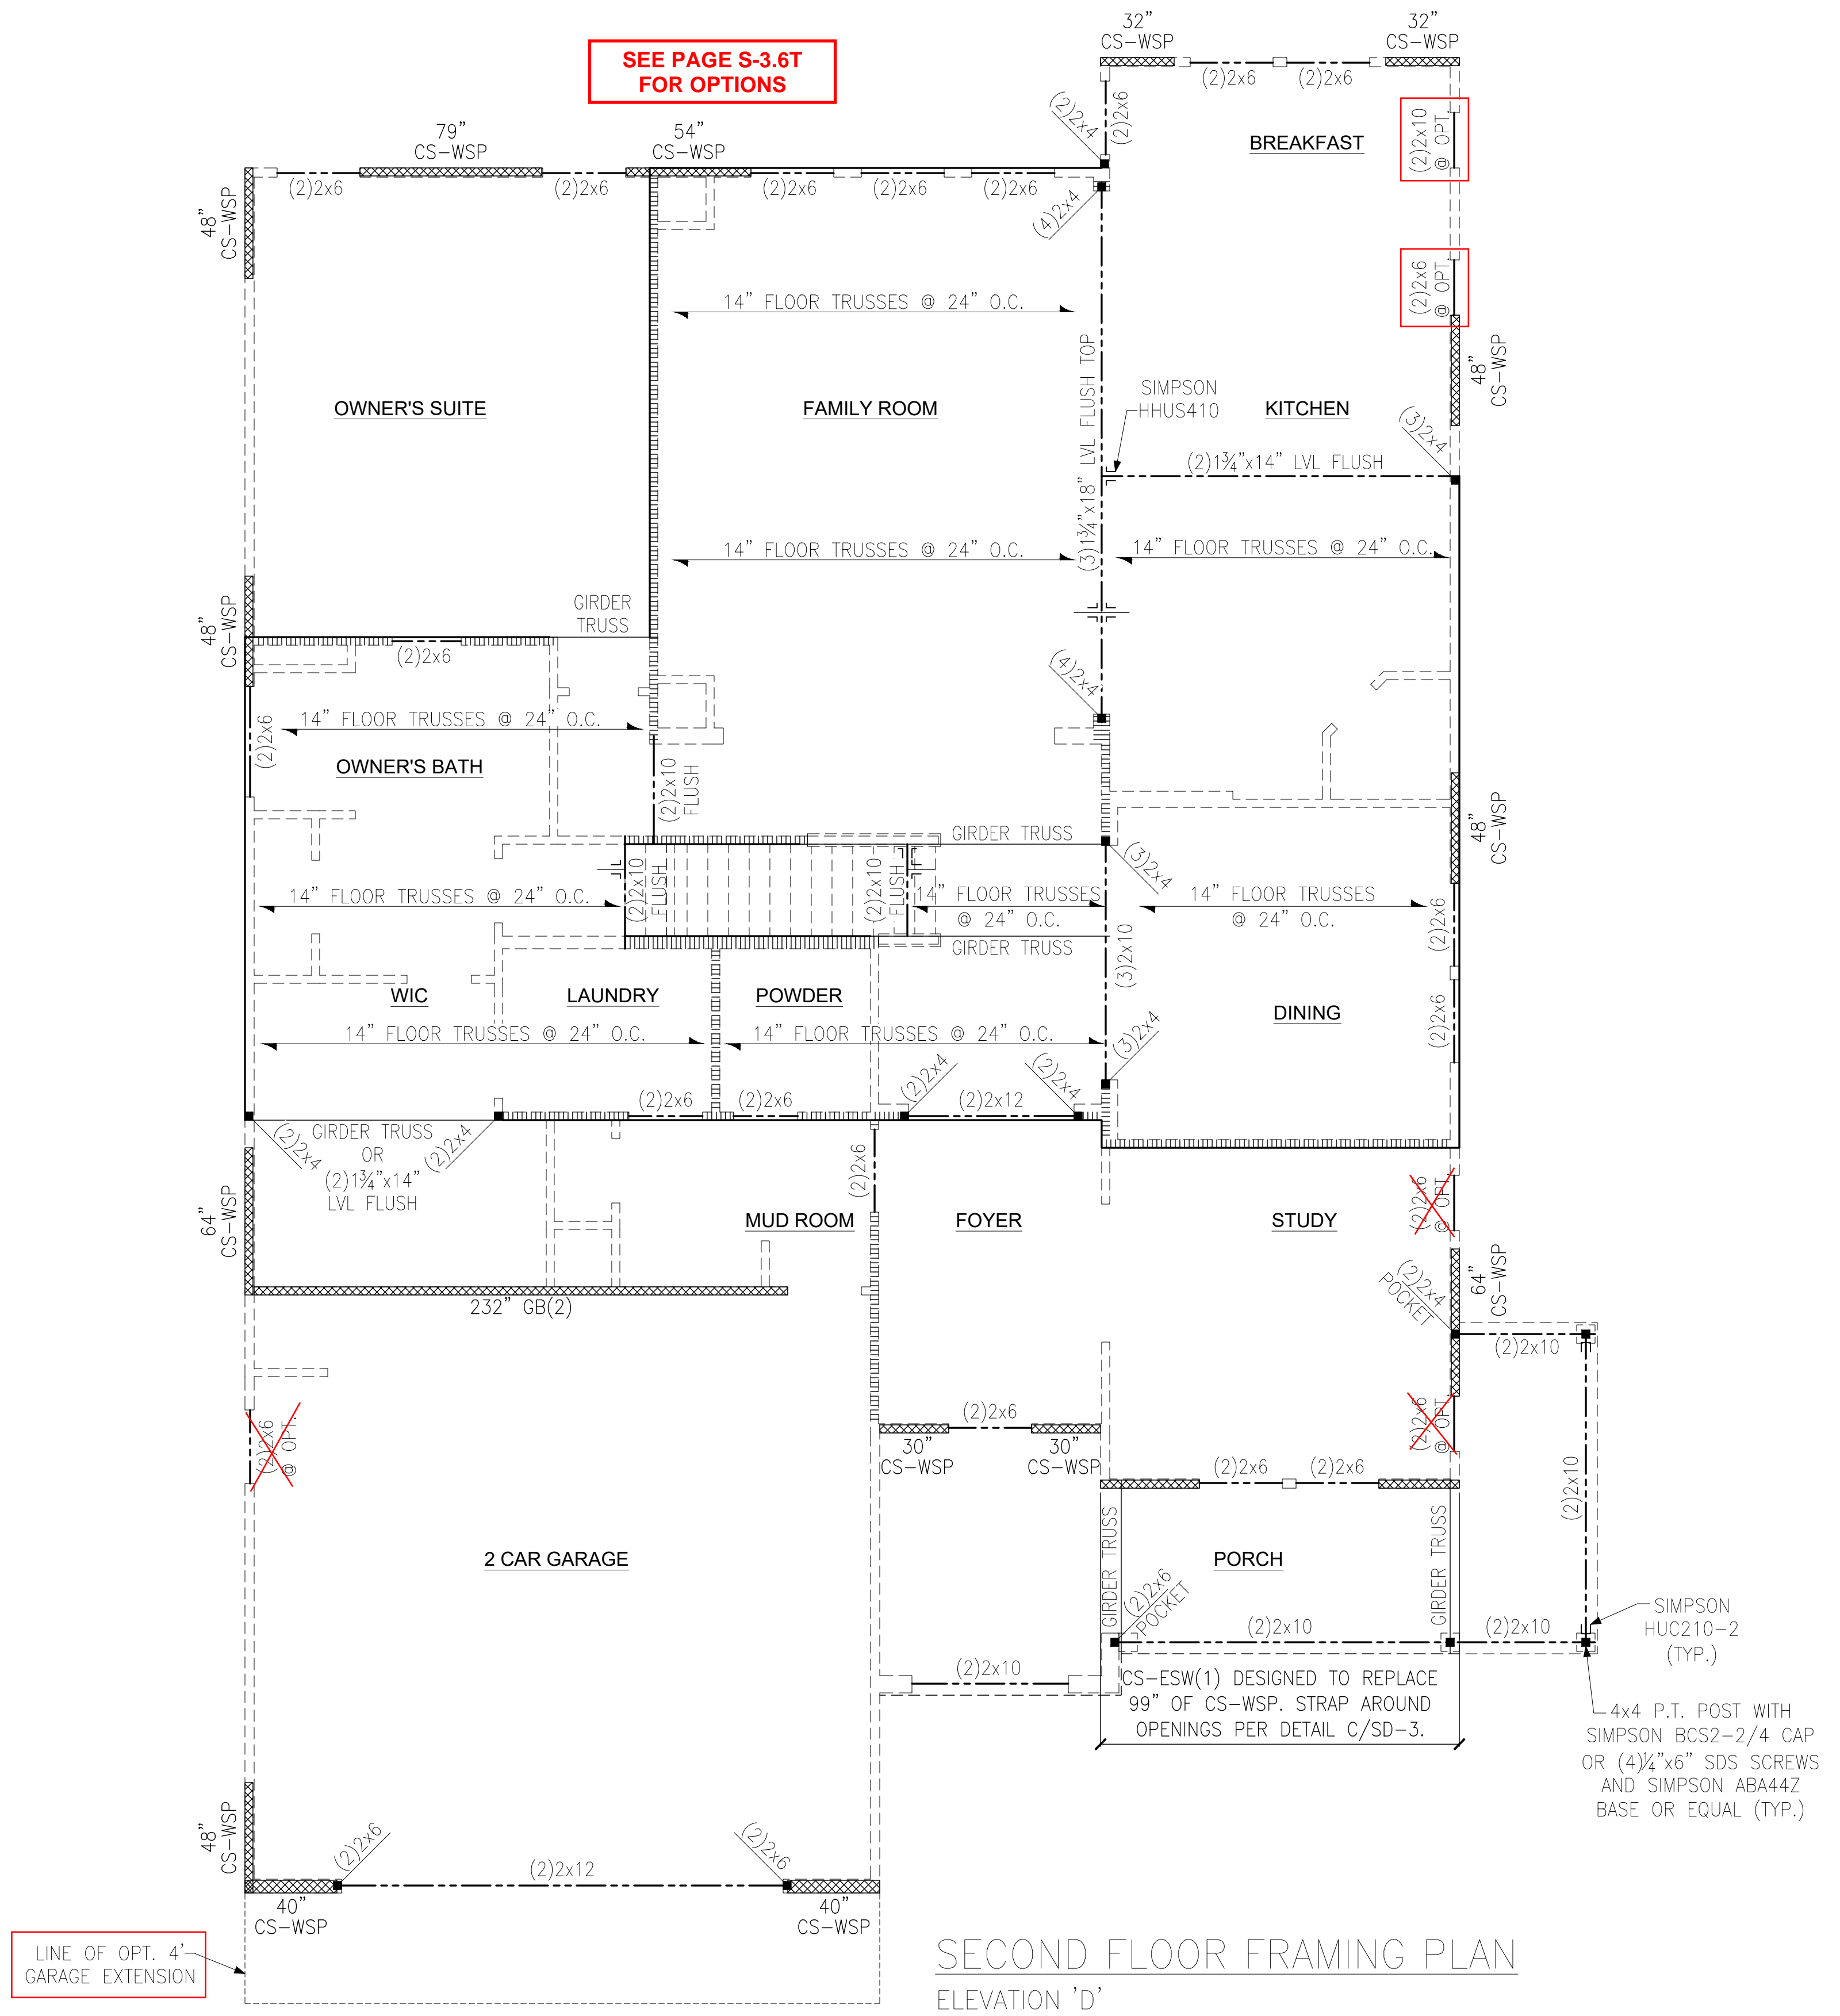 32"
CS-WSP
32"
CS-WSP
SEE PAGE S-3.6T
FOR OPTIONS
(2)2x6
(2)2x6
(2)2x4
(2)2x6
(2)2x10
@ OPT.
BREAKFAST
79"
CS-WSP
54"
CS-WSP
(2)2x6
(2)2x6
(2)2x6
(2)2x6
(2)2x6
48"
CS-WSP
(4)2x4
(2)2x6
@ OPT.
14" FLOOR TRUSSES @ 24" O.C.
48"
CS-WSP
(3)1¾"x18" LVL FLUSH TOP
SIMPSON
HHUS410
OWNER'S SUITE
FAMILY ROOM
KITCHEN
(3)2x4
(2)1¾"x14" LVL FLUSH
14" FLOOR TRUSSES @ 24" O.C.
14" FLOOR TRUSSES @ 24" O.C.
48"
CS-WSP
GIRDER
TRUSS
(2)2x6
(4)2x4
14" FLOOR TRUSSES @ 24" O.C.
(2)2x6
OWNER'S BATH
(2)2x10
FLUSH
48"
CS-WSP
GIRDER TRUSS
(3)2x4
14" FLOOR TRUSSES @ 24" O.C.
(2)2x10
FLUSH
(2)2x10
FLUSH
14" FLOOR TRUSSES
@ 24" O.C.
14" FLOOR TRUSSES
@ 24" O.C.
(2)2x6
GIRDER TRUSS
(3)2x10
WIC
LAUNDRY
POWDER
DINING
(2)2x6
14" FLOOR TRUSSES @ 24" O.C.
14" FLOOR TRUSSES @ 24" O.C.
(3)2x4
(2)2x4
(2)2x4
(2)2x6
(2)2x6
(2)2x12
(2)2x4
GIRDER TRUSS
OR
(2)1¾"x14"
LVL FLUSH
(2)2x4
(2)2x6
64"
CS-WSP
(2)2x6
@ OPT.
MUD ROOM
FOYER
STUDY
64"
CS-WSP
(2)2x4
POCKET
232" GB(2)
(2)2x10
(2)2x6
@ OPT.
(2)2x6
30"
CS-WSP
30"
CS-WSP
(2)2x6
@ OPT.
(2)2x6
(2)2x6
(2)2x10
2 CAR GARAGE
GIRDER TRUSS
PORCH
GIRDER TRUSS
(2)2x6
POCKET
(2)2x10
(2)2x10
SIMPSON
HUC210-2
(TYP.)
(2)2x10
CS-ESW(1) DESIGNED TO REPLACE
99" OF CS-WSP. STRAP AROUND
OPENINGS PER DETAIL C/SD-3.
4x4 P.T. POST WITH
SIMPSON BCS2-2/4 CAP
OR (4)¼"x6" SDS SCREWS
AND SIMPSON ABA44Z
BASE OR EQUAL (TYP.)
48"
CS-WSP
(2)2x6
(2)2x12
(2)2x6
40"
CS-WSP
40"
CS-WSP
LINE OF OPT. 4'
GARAGE EXTENSION
SECOND FLOOR FRAMING PLAN
ELEVATION 'D'